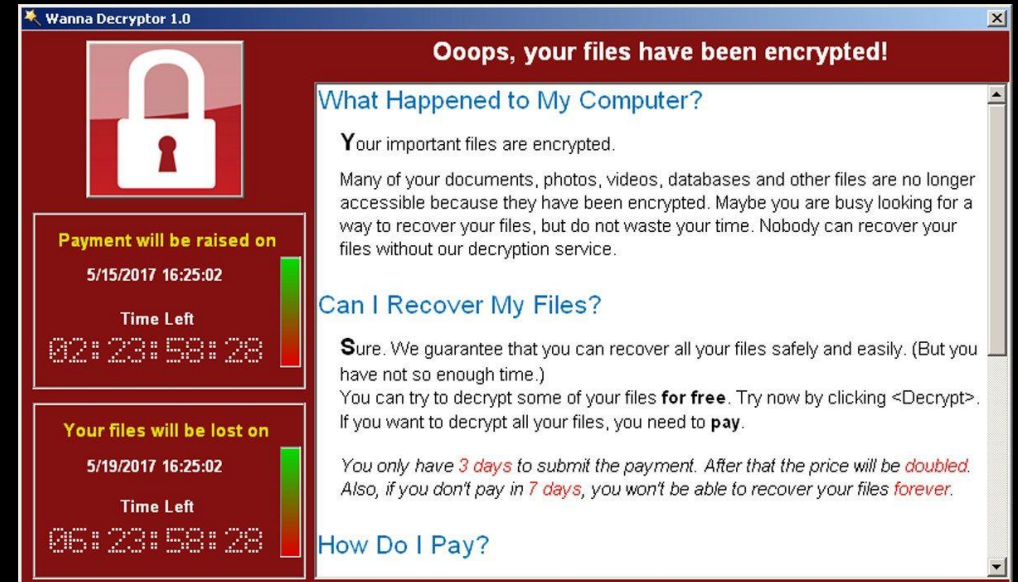 Wanna Decryptor 1.0
Ooops, your files have been encrypted!
Payment will be raised on
5/15/2017 16:25:02
Time Left
02:23:58:28
Your files will be lost on
5/19/2017 16:25:02
Time Left
06:23:58:28
What Happened to My Computer?
Your important files are encrypted.
Many of your documents, photos, videos, databases and other files are no longer
accessible because they have been encrypted. Maybe you are busy looking for a
way to recover your files, but do not waste your time. Nobody can recover your
files without our decryption service.
Can I Recover My Files?
Sure. We guarantee that you can recover all your files safely and easily. (But you
have not so enough time.)
You can try to decrypt some of your files for free. Try now by clicking <Decrypt>.
If you want to decrypt all your files, you need to pay.
You only have 3 days to submit the payment. After that the price will be doubled.
Also, if you don't pay in 7 days, you won't be able to recover your files forever.
How Do I Pay?